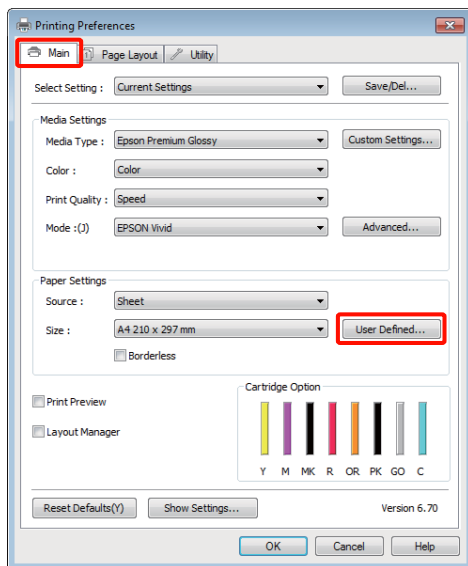 Printing Preferences
Main Page Layout Utility
Select Setting : Current Settings Save/Del...
Media Settings
Media Type : Epson Premium Glossy Custom Settings...
Color : Color
Print Quality : Speed
Mode :(J) EPSON Vivid Advanced...
Paper Settings
Source : Sheet
Size : A4 210 x 297 mm User Defined...
Borderless
Cartridge Option
Print Preview
Layout Manager
Y M MK R OR PK GO C
Reset Defaults(Y) Show Settings... Version 6.70
OK Cancel Help